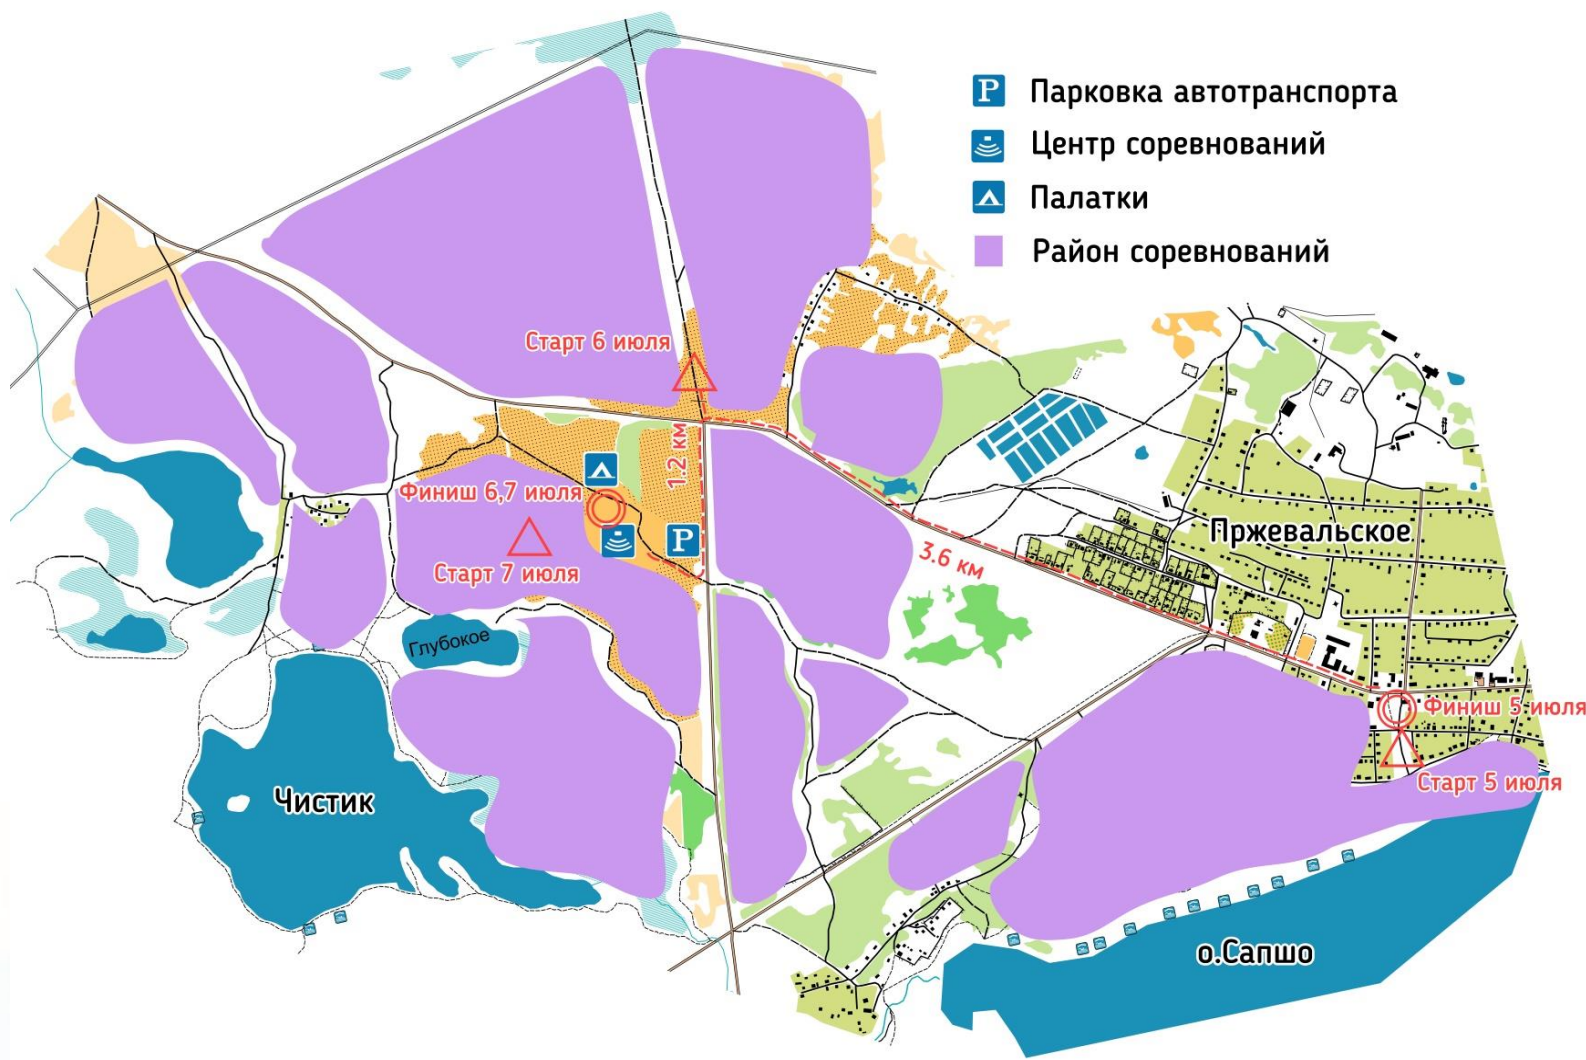 P Парковка автотранспорта
Центр соревнований
Палатки
Район соревнований
Старт 6 июля
1.2 км
Финиш 6,7 июля
P
Старт 7 июля
3.6 км
Пржевальское
Глубокое
Финиш 5 июля
Старт 5 июля
Чистик
о.Сапшо